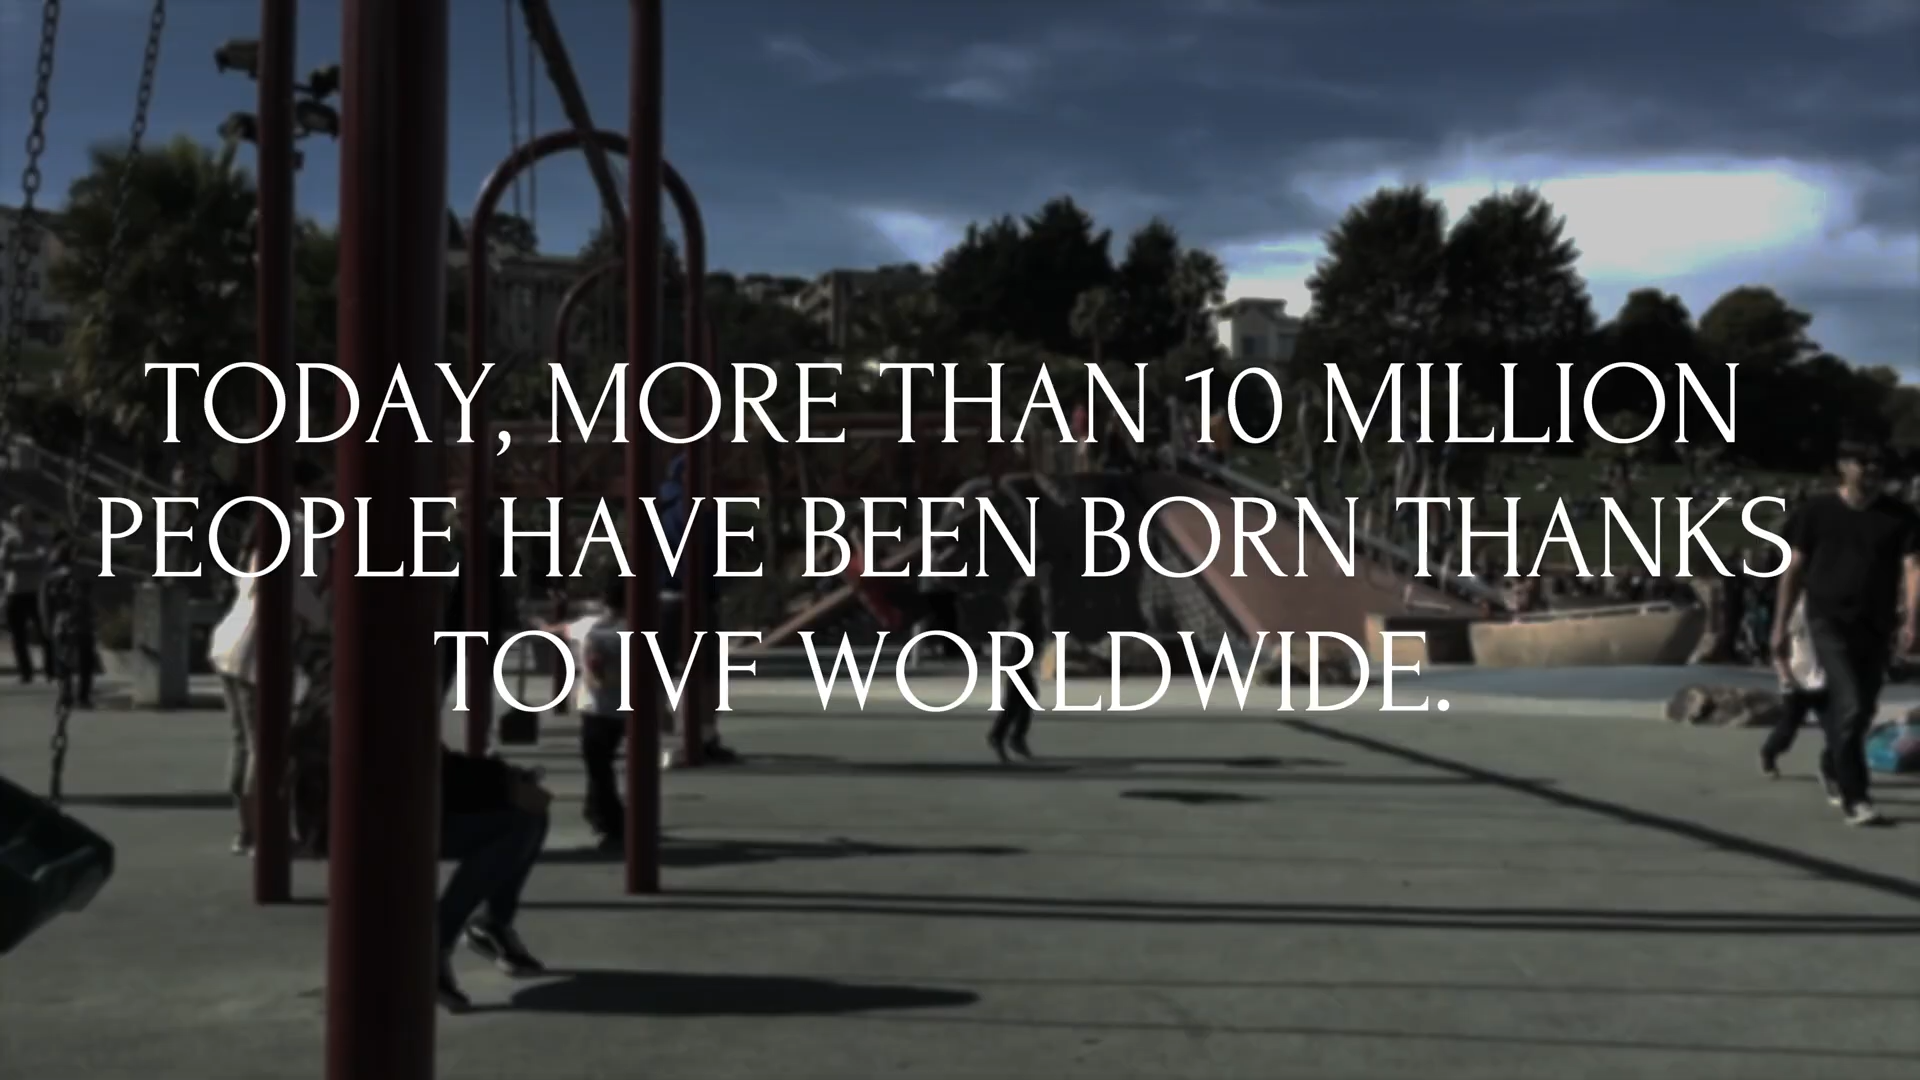 TODAY, MORE THAN 10 MILLION
PEOPLE HAVE BEEN BORN THANKS
TO IVF WORLDWIDE.